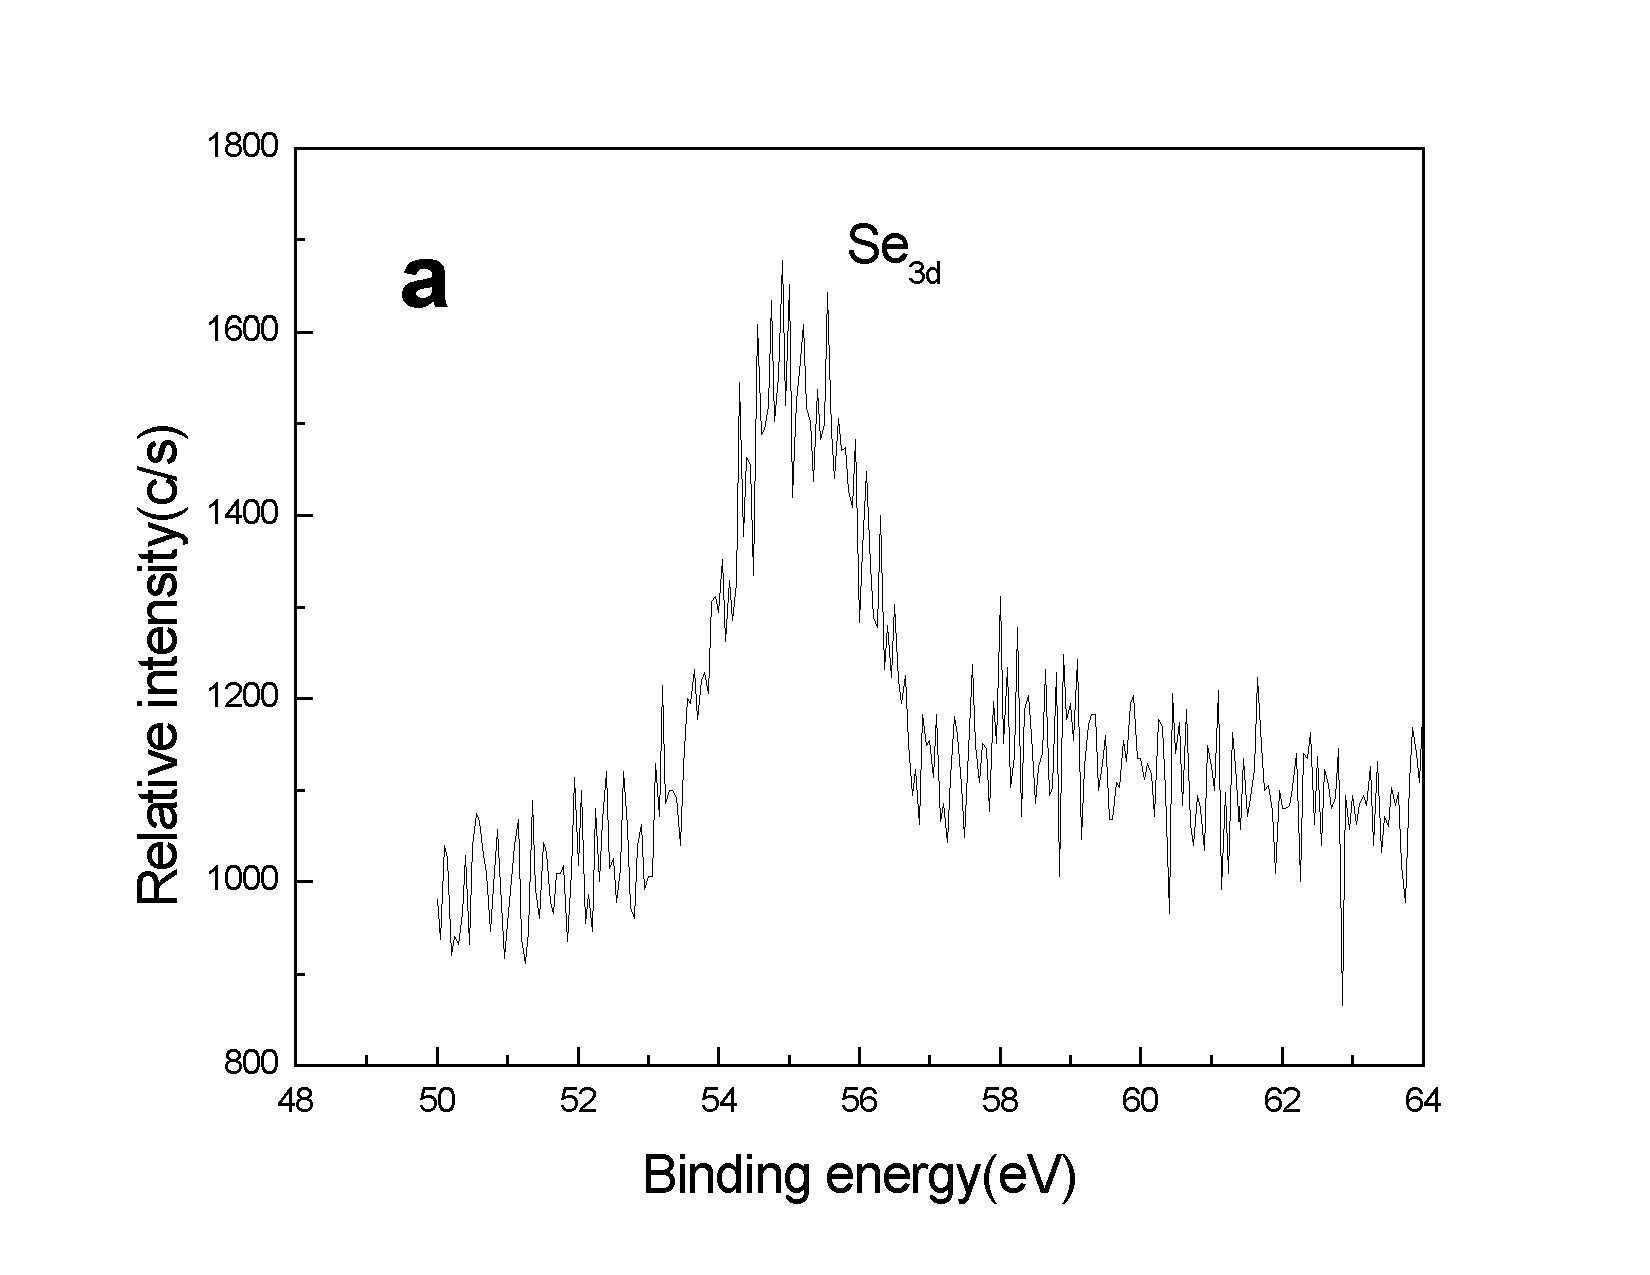 1800
Se3d
a
1600
1400
1200
1000
800
Relative intensity(c/s)
48 50 52 54 56 58 60 62 64
Binding energy(eV)